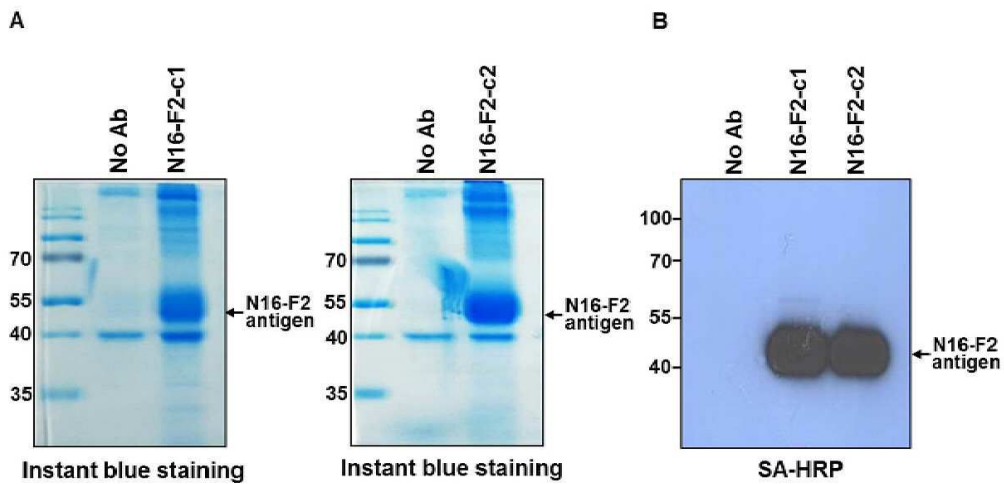 A
B
No Ab
N16-F2-c1
No Ab
N16-F2-c2
No Ab
N16-F2-c1
N16-F2-c2
70
55
40
35
N16-F2
antigen
70
55
40
35
N16-F2
antigen
100
70
55
40
N16-F2
antigen
Instant blue staining
Instant blue staining
SA-HRP